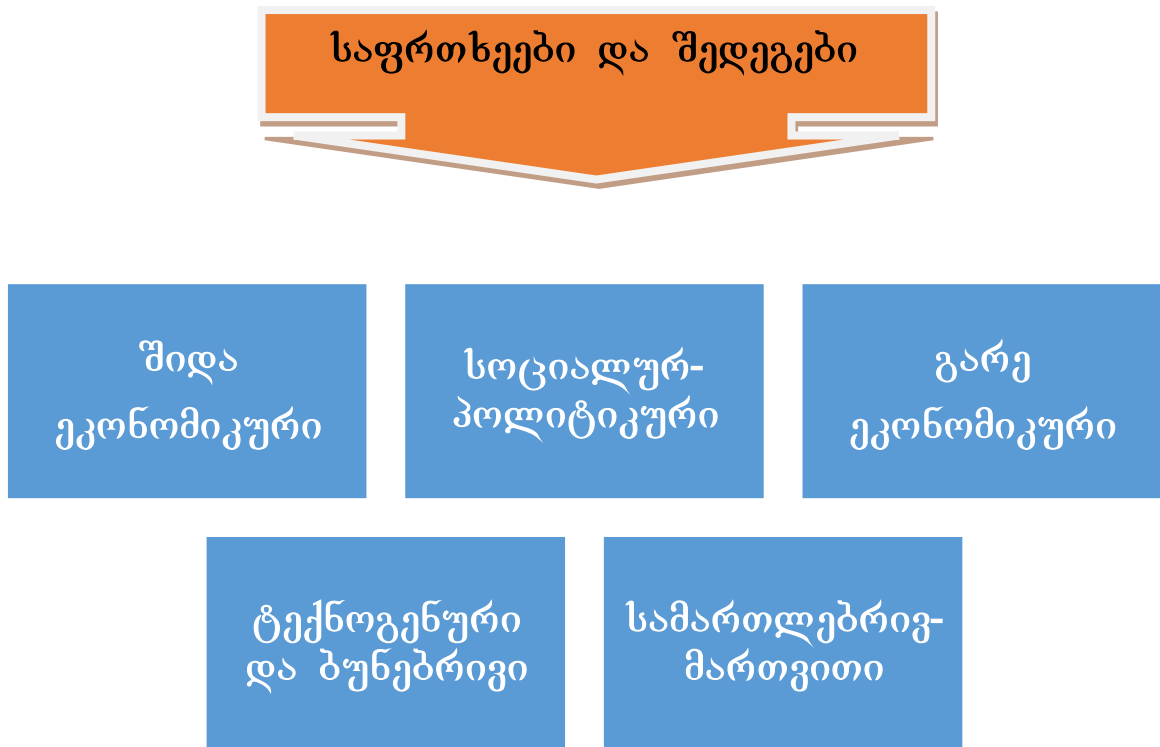 საფრთხეები და შედეგები
შიდა
ეკონომიკური
სოციალურ-
პოლიტიკური
გარე
ეკონომიკური
ტექნოგენური
და ბუნებრივი
სამართლებრივ-
მართვითი